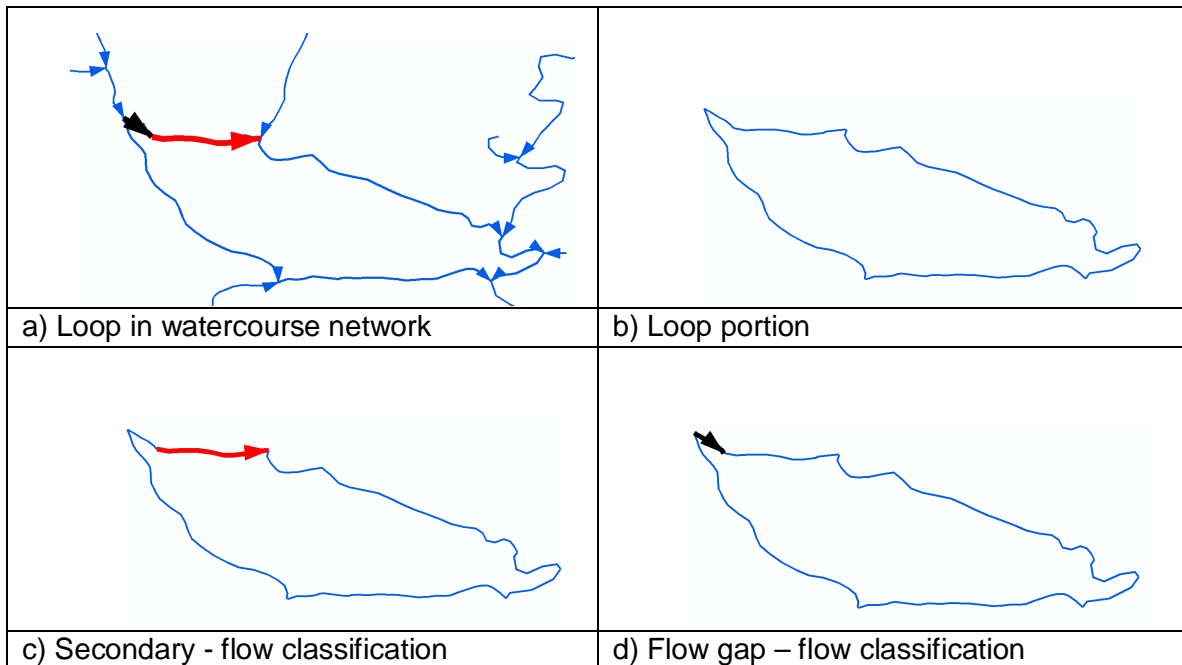 a) Loop in watercourse network
b) Loop portion
c) Secondary - flow classification
d) Flow gap – flow classification